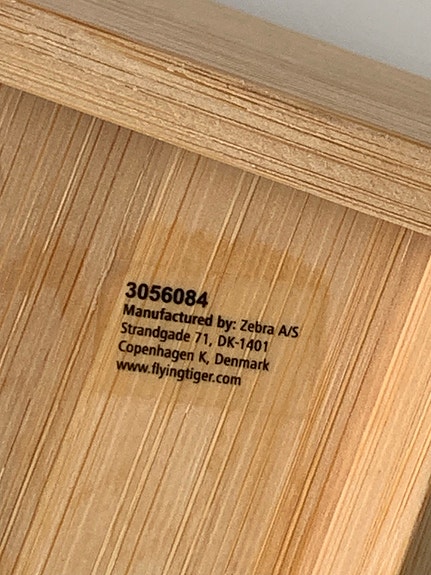 3056084
Manufactured by: Zebra A/S
Strandgade 71, DK-1401
Copenhagen K, Denmark
www.flyingtiger.com